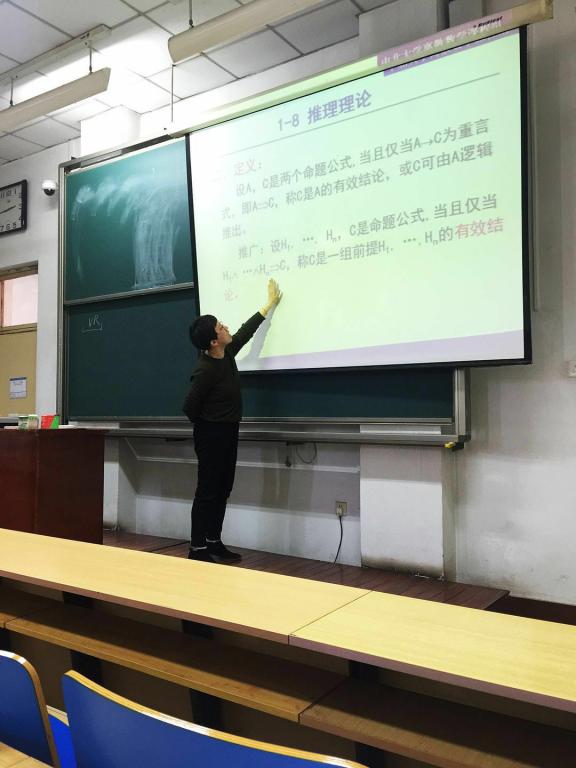 1-8 推理理论
一、定义:
设A, C是两个命题公式,当且仅当A→C为重言
式, 即A⇒C, 称C是A的有效结论, 或C可由A逻辑
推出。
推广: 设H₁, …, Hₙ, C是命题公式,当且仅当
H₁∧ …∧Hₙ⇒C, 称C是一组前提H₁, …, Hₙ的有效结
论。
VR